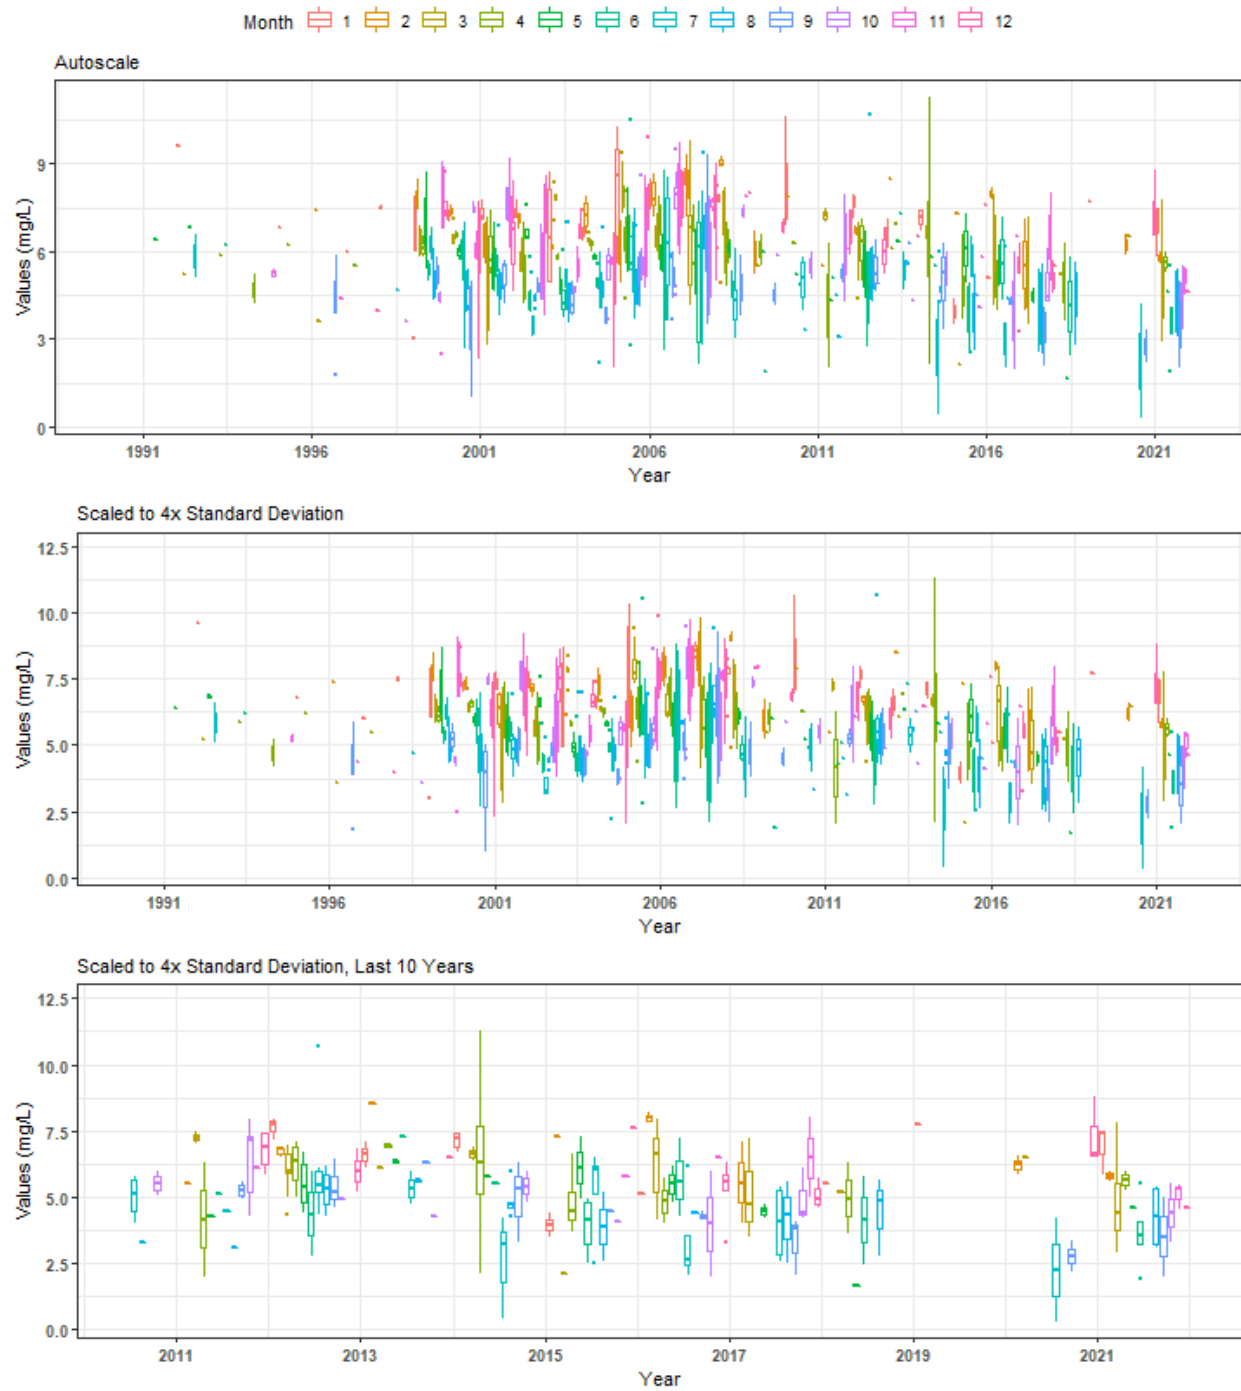 Month 1 2 3 4 5 6 7 8 9 10 11 12
Autoscale
Values (mg/L)
9
6
3
0
1991 1996 2001 2006 2011 2016 2021
Year
Scaled to 4x Standard Deviation
Values (mg/L)
12.5
10.0
7.5
5.0
2.5
0.0
1991 1996 2001 2006 2011 2016 2021
Year
Scaled to 4x Standard Deviation, Last 10 Years
Values (mg/L)
12.5
10.0
7.5
5.0
2.5
0.0
2011 2013 2015 2017 2019 2021
Year